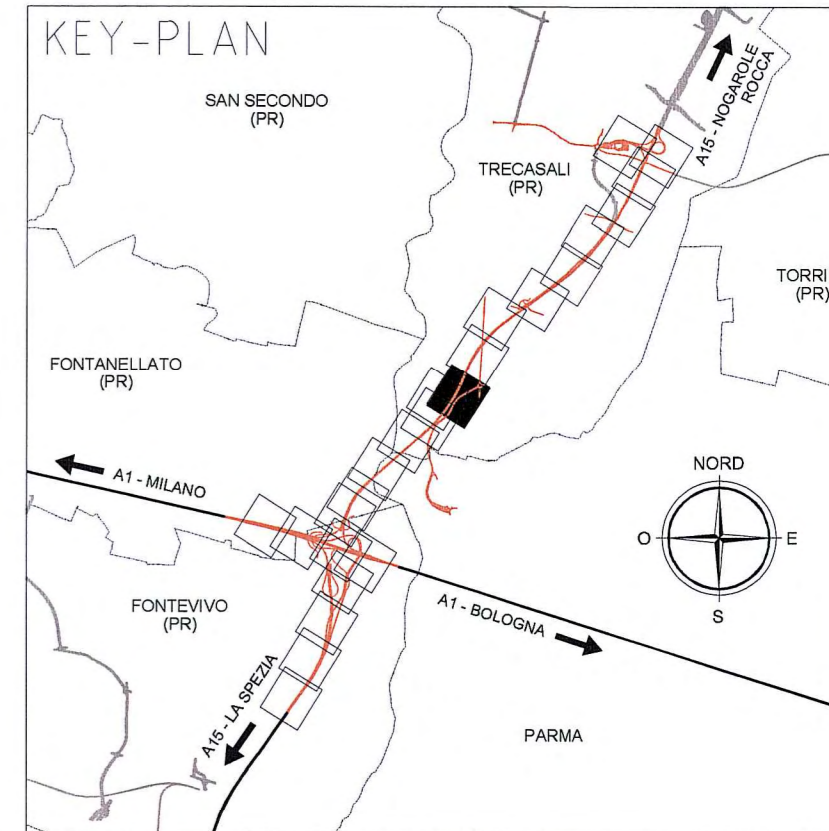 KEY-PLAN
SAN SECONDO
(PR)
A15 - NOGAROLE
ROCCA
TRECASALI
(PR)
TORRI
(PR)
FONTANELLATO
(PR)
A1 - MILANO
NORD
O
E
S
FONTEVIVO
(PR)
A1 - BOLOGNA
A15 - LA SPEZIA
PARMA